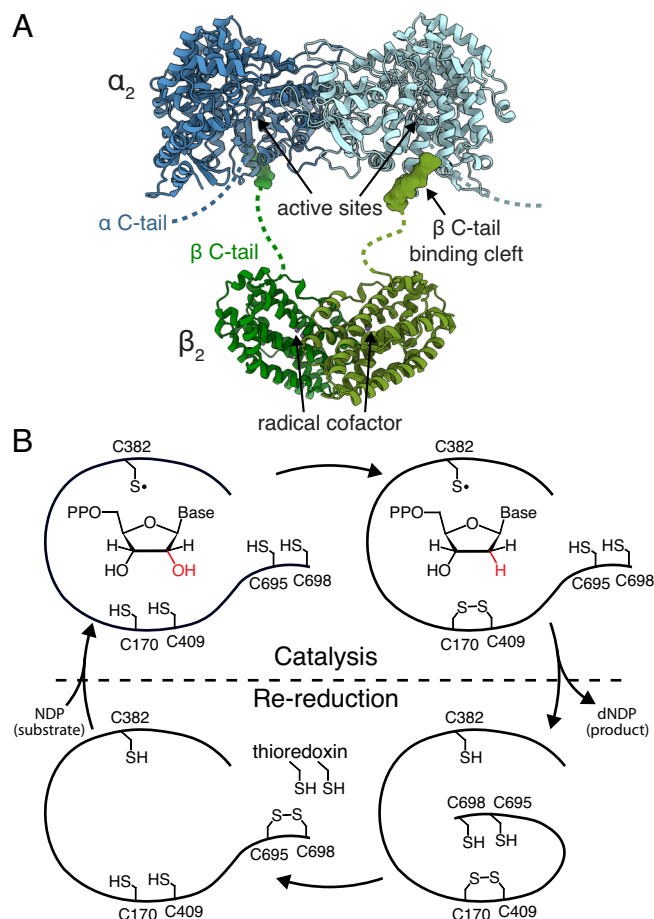 A
α2
active sites
α C-tail
β C-tail
β C-tail
binding cleft
β2
radical cofactor
B
C382
S•
PPO
O
Base
H
H
HO
OH
HS
HS
C695
C698
HS
HS
C170
C409
C382
S•
PPO
O
Base
H
H
HO
H
HS
HS
C695
C698
S–S
C170
C409
Catalysis
Re-reduction
NDP
(substrate)
dNDP
(product)
C382
SH
thioredoxin
SH
SH
S–S
C695
C698
HS
HS
C170
C409
C382
SH
C698
C695
SH
SH
S–S
C170
C409